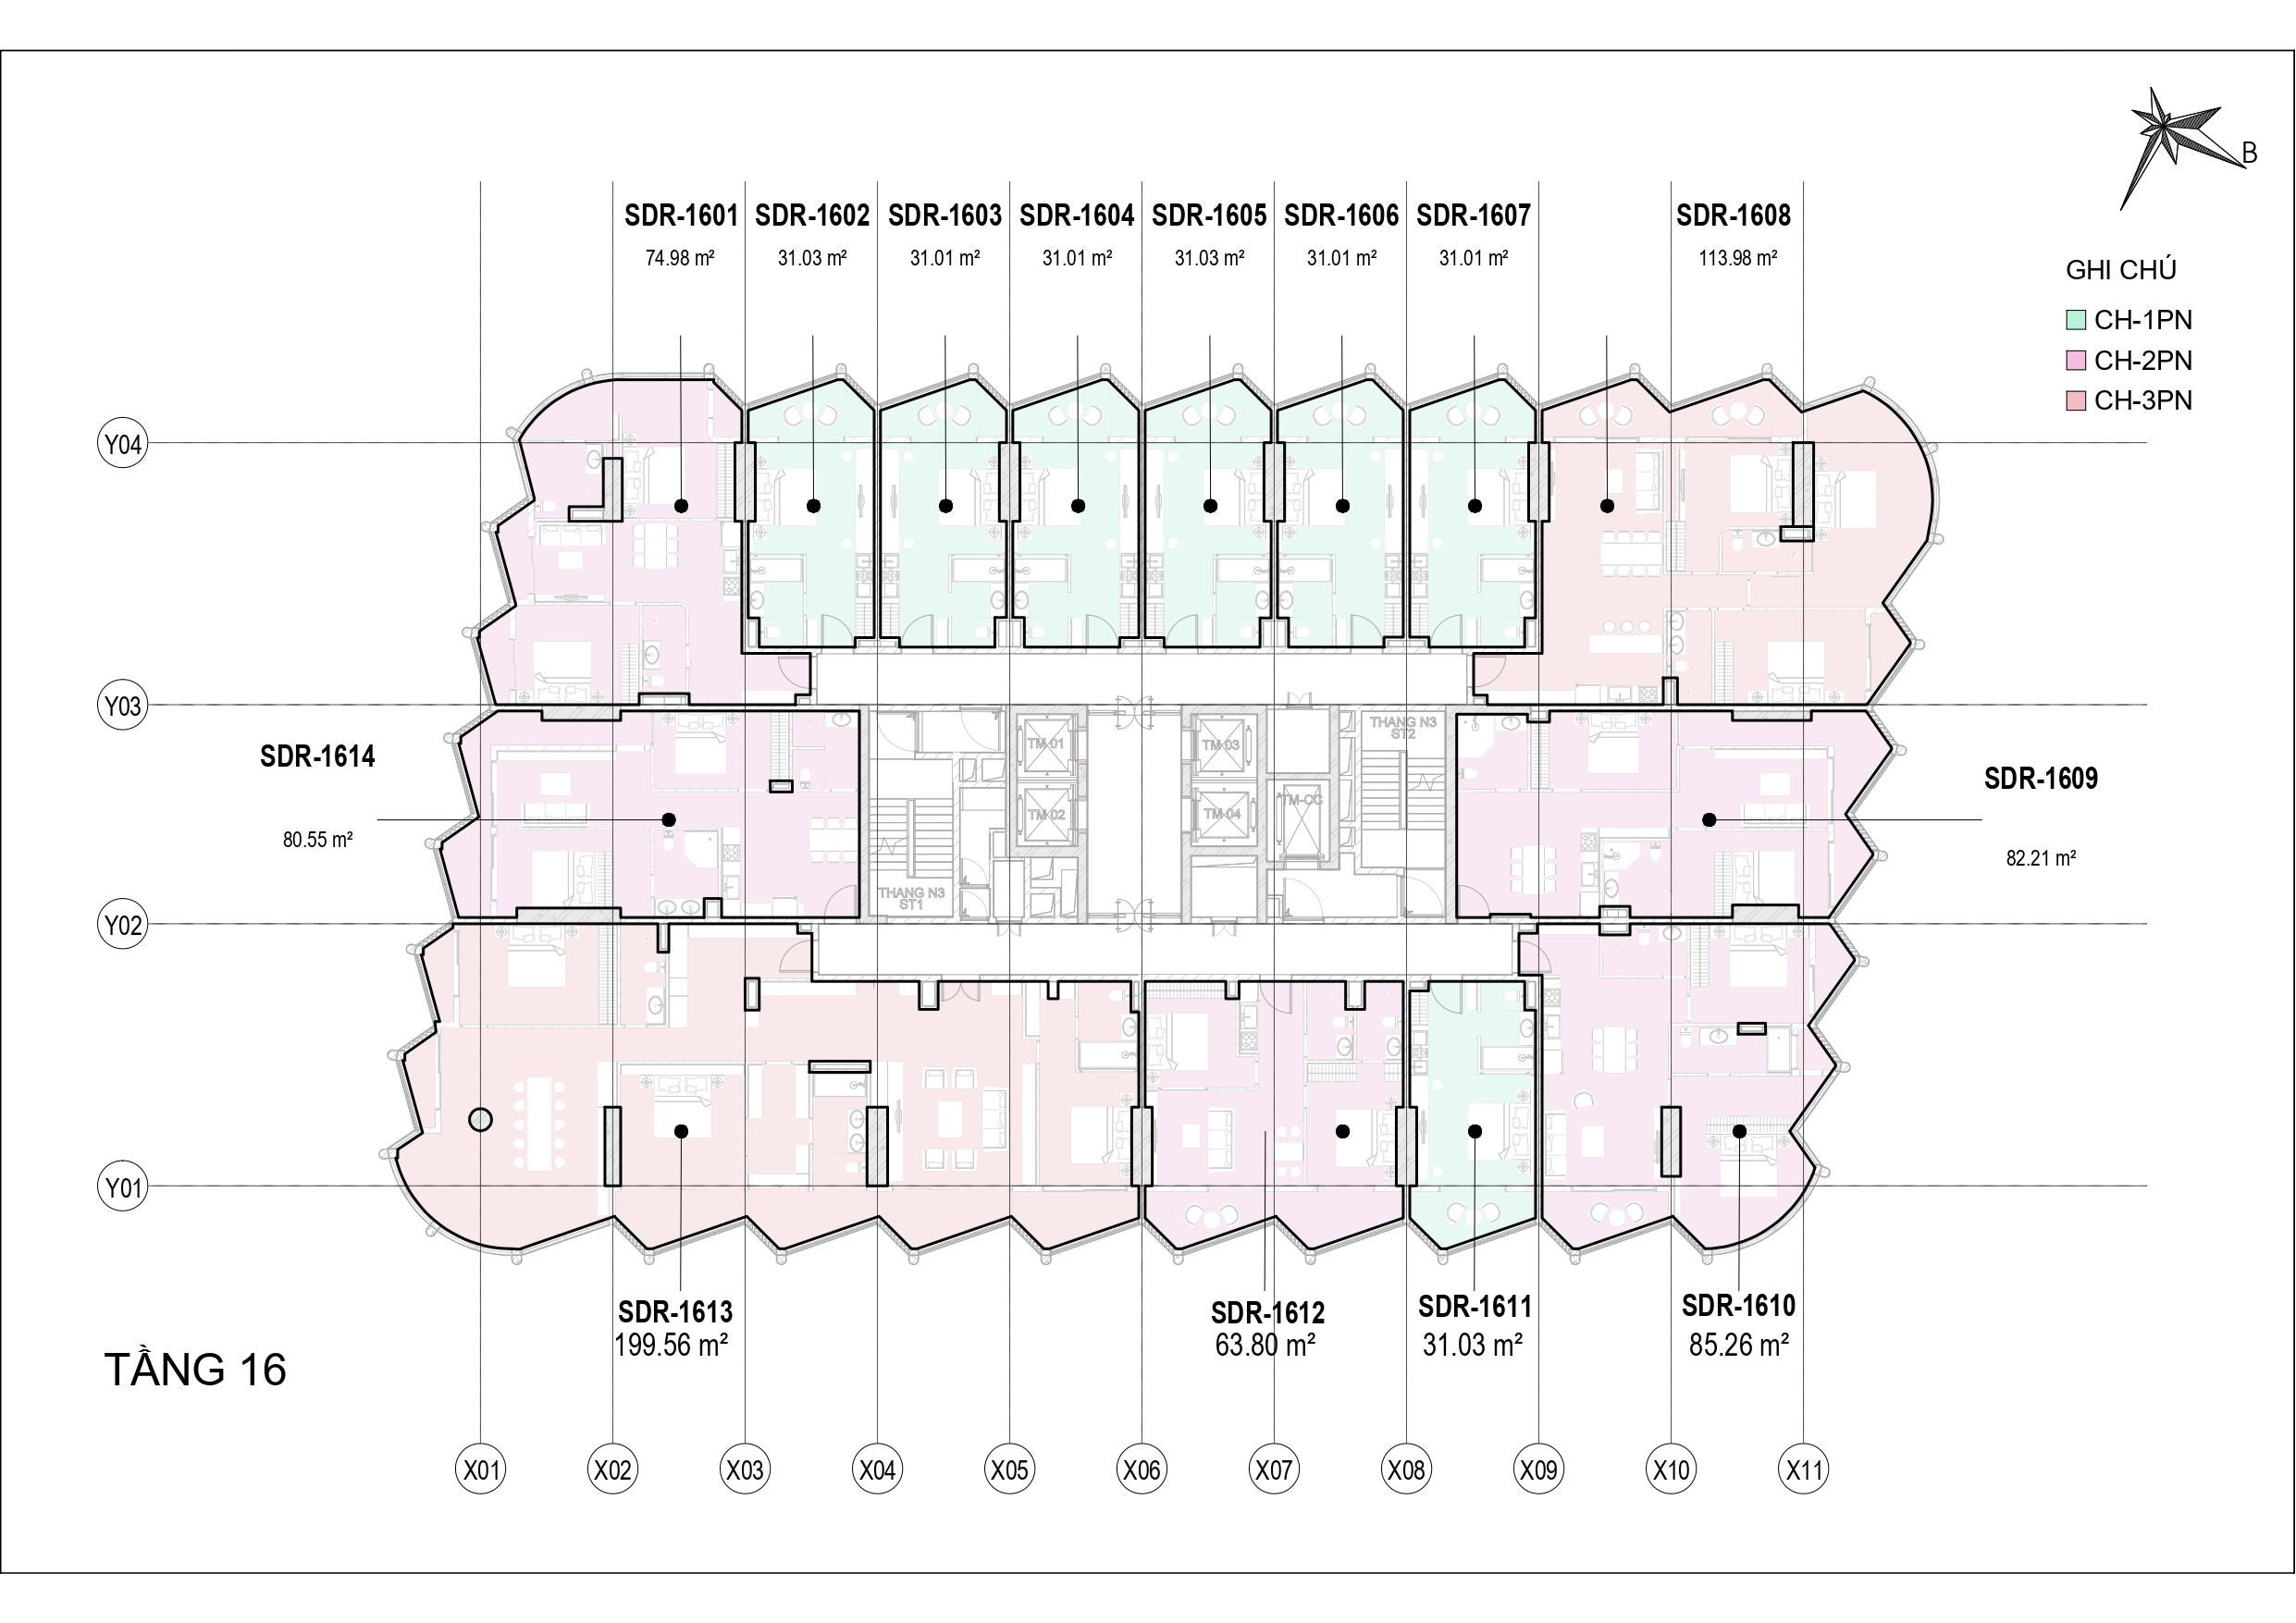 B
SDR-1601 SDR-1602 SDR-1603 SDR-1604 SDR-1605 SDR-1606 SDR-1607 SDR-1608
74.98 m² 31.03 m² 31.01 m² 31.01 m² 31.03 m² 31.01 m² 31.01 m² 113.98 m²
GHI CHÚ
CH-1PN
CH-2PN
CH-3PN
Y04
Y03
THANG N3
ST2
TM-01 TM-03
SDR-1614
SDR-1609
TM-02 TM-04 TM-CC
80.55 m²
82.21 m²
THANG N3
ST1
Y02
Y01
SDR-1613 SDR-1612 SDR-1611 SDR-1610
199.56 m² 63.80 m² 31.03 m² 85.26 m²
TẦNG 16
X01 X02 X03 X04 X05 X06 X07 X08 X09 X10 X11